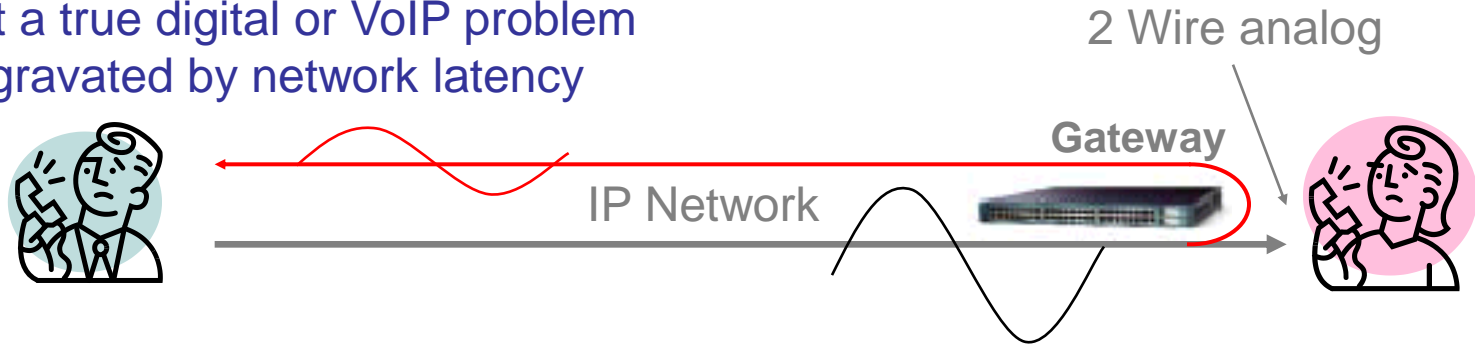 t a true digital or VoIP problem
gravated by network latency
2 Wire analog
Gateway
IP Network